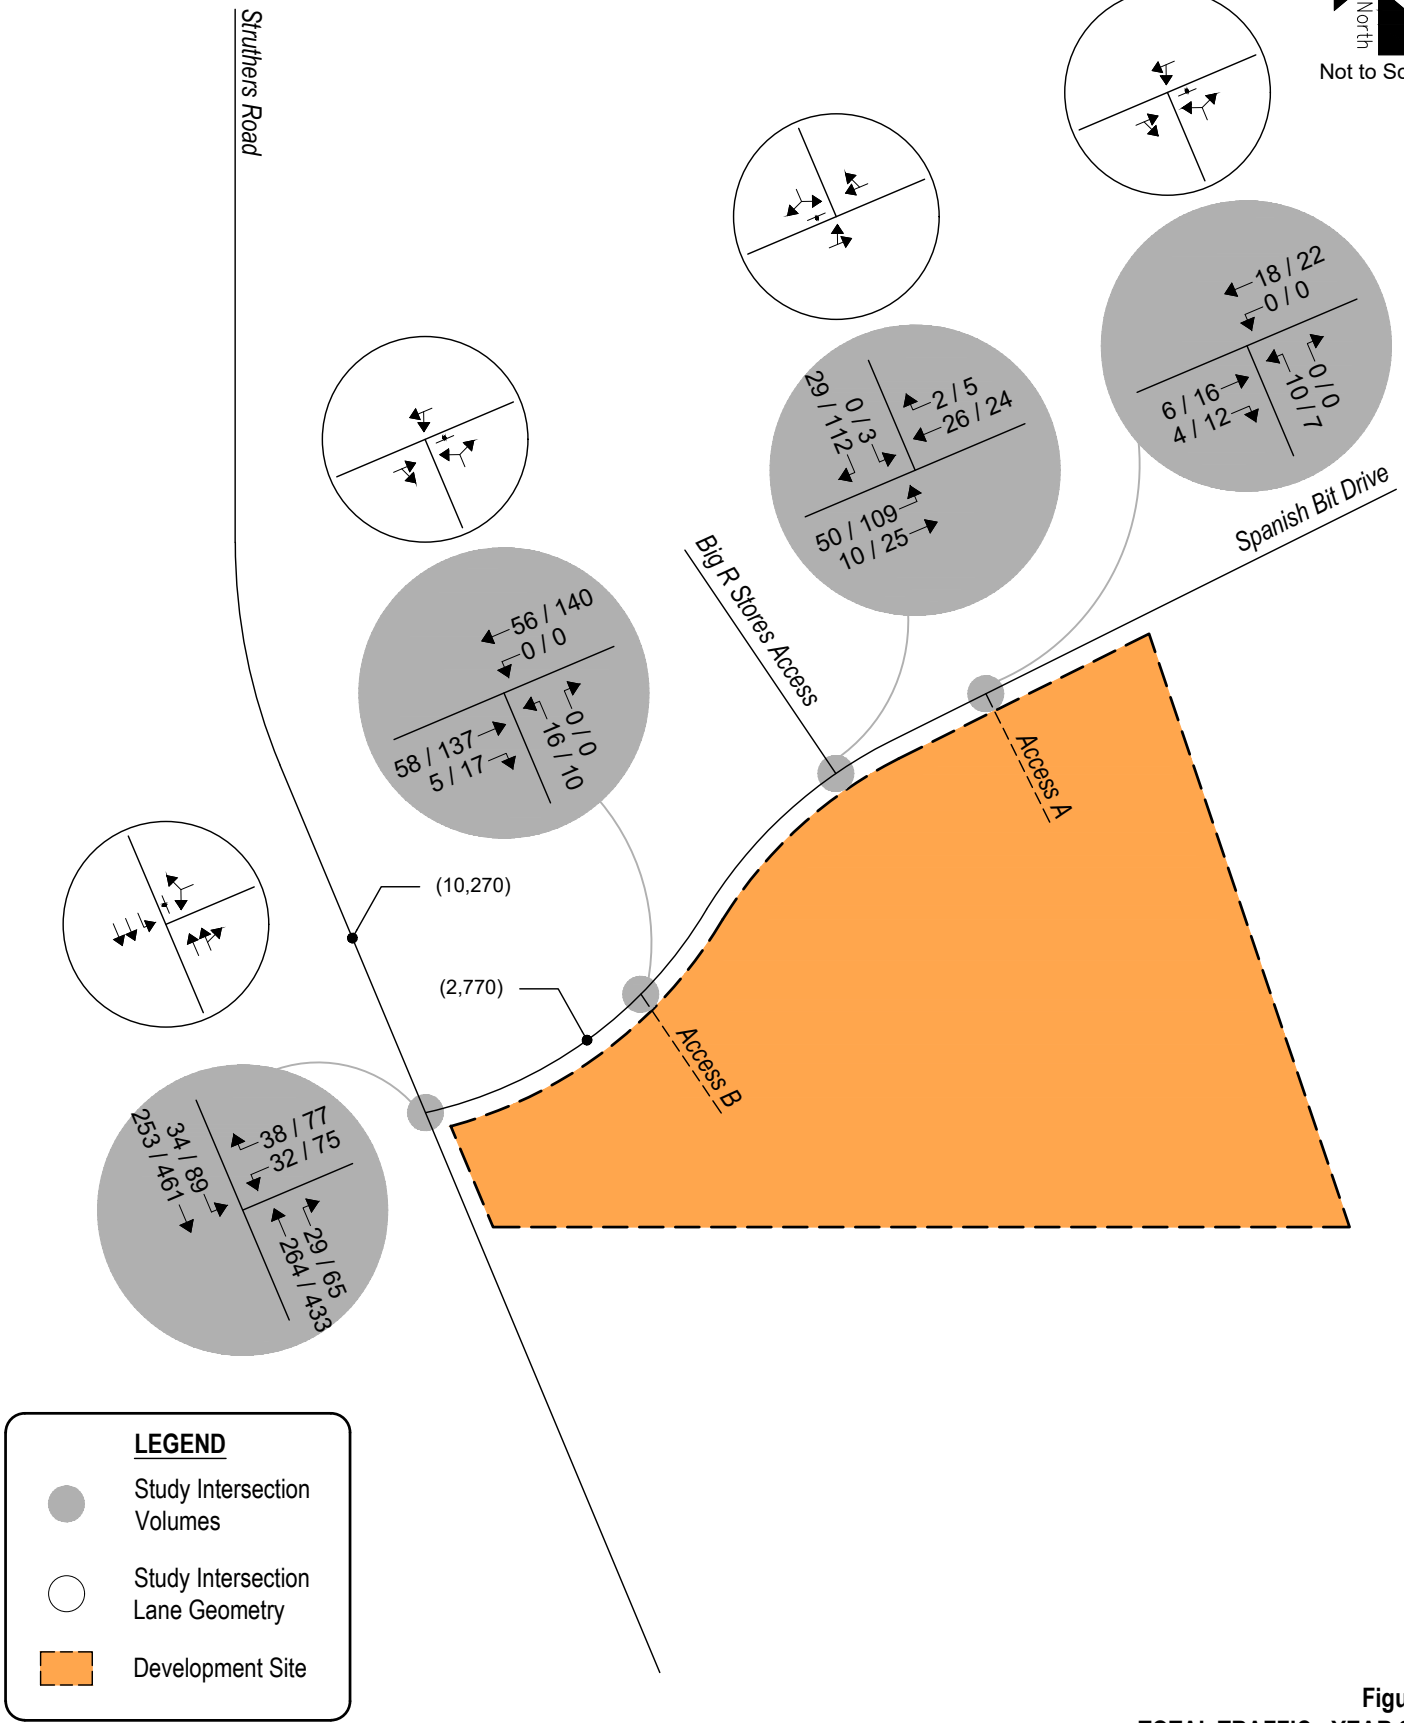 Struthers Road
North
Not to Sc
18 / 22
0 / 0
6 / 16
4 / 12
0 / 0
10 / 7
29 / 112
0 / 3
2 / 5
26 / 24
50 / 109
10 / 25
Spanish Bit Drive
Big R Stores Access
56 / 140
0 / 0
58 / 137
5 / 17
0 / 0
16 / 10
Access A
(10,270)
(2,770)
Access B
253 / 461
34 / 89
38 / 77
32 / 75
29 / 65
264 / 433
LEGEND
Study Intersection
Volumes
Study Intersection
Lane Geometry
Development Site
Figu
TOTAL TRAFFIC - YEAR